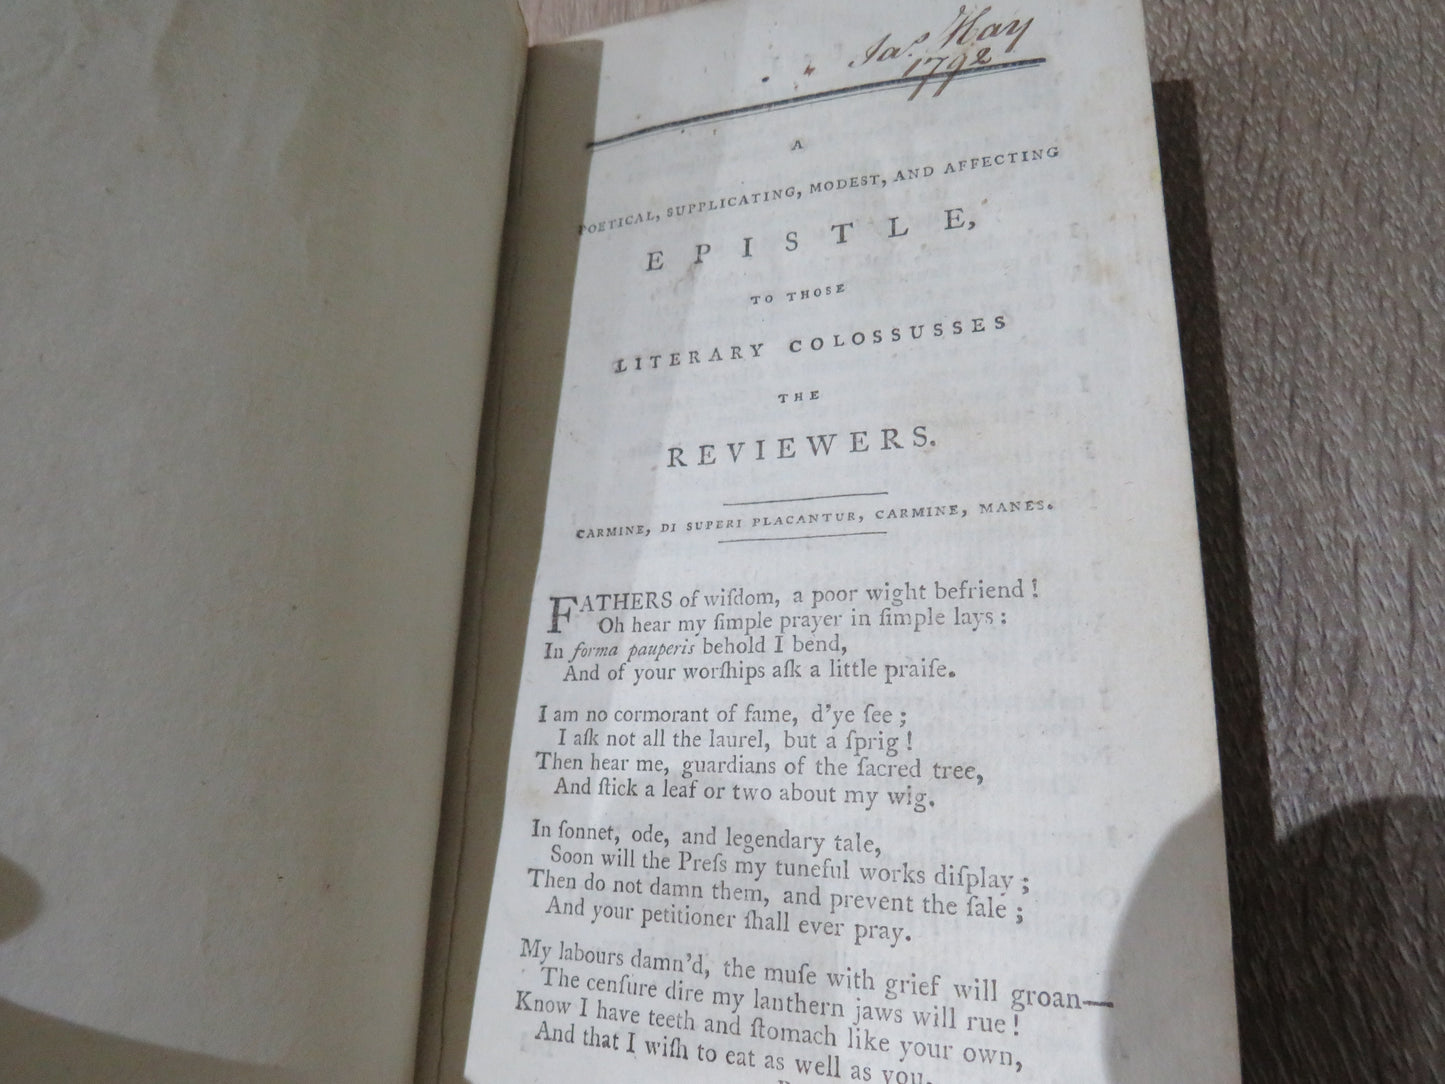 Jaˢ Hay
1792
A
POETICAL, SUPPLICATING, MODEST, AND AFFECTING
EPISTLE,
TO THOSE
LITERARY COLOSSUSSES
THE
REVIEWERS.
CARMINE, DI SUPERI PLACANTUR, CARMINE, MANES.
FATHERS of wiſdom, a poor wight befriend!
Oh hear my ſimple prayer in ſimple lays:
In forma pauperis behold I bend,
And of your worſhips aſk a little praiſe.
I am no cormorant of fame, d'ye ſee;
I aſk not all the laurel, but a ſprig!
Then hear me, guardians of the ſacred tree,
And ſtick a leaf or two about my wig.
In ſonnet, ode, and legendary tale,
Soon will the Preſs my tuneful works diſplay;
Then do not damn them, and prevent the ſale;
And your petitioner ſhall ever pray.
My labours damn'd, the muſe with grief will groan—
The cenſure dire my lanthern jaws will rue!
Know I have teeth and ſtomach like your own,
And that I wiſh to eat as well as you.